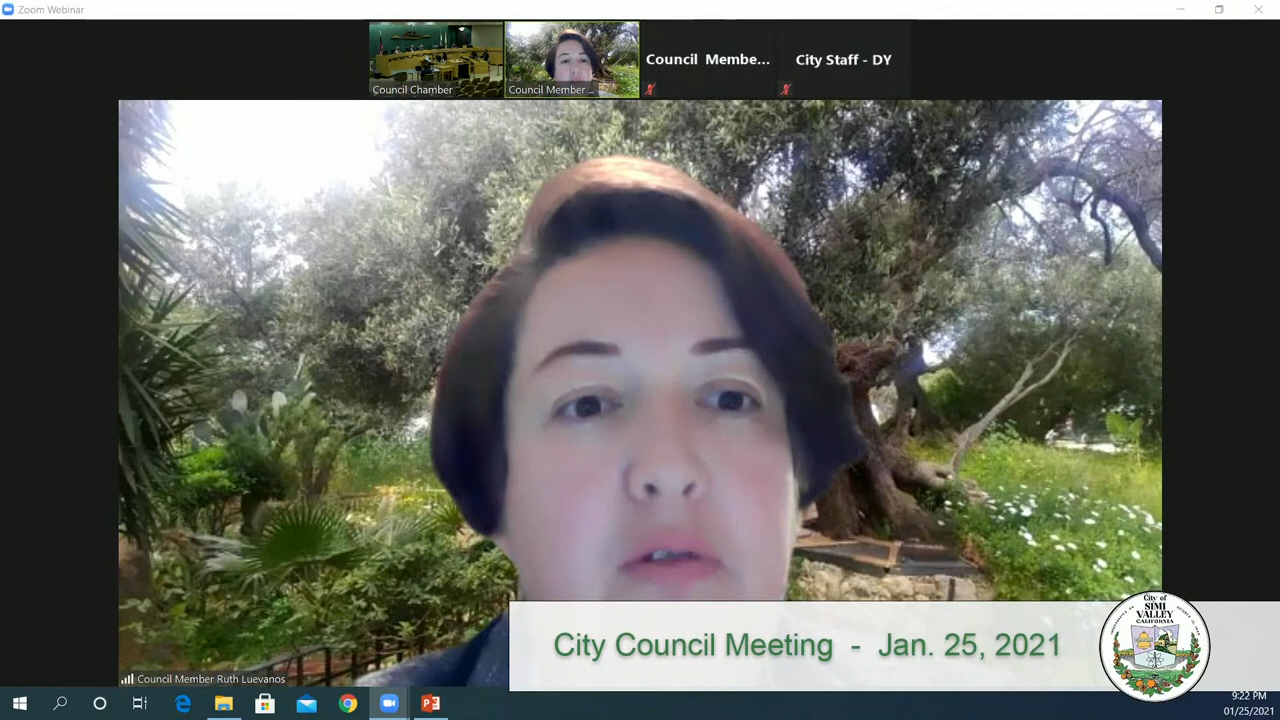 Zoom Webinar
Council Chamber
Council Member ...
Council Membe...
City Staff - DY
Council Member Ruth Luevanos
City Council Meeting - Jan. 25, 2021
City of
SIMI
VALLEY
CALIFORNIA
9:22 PM
01/25/2021